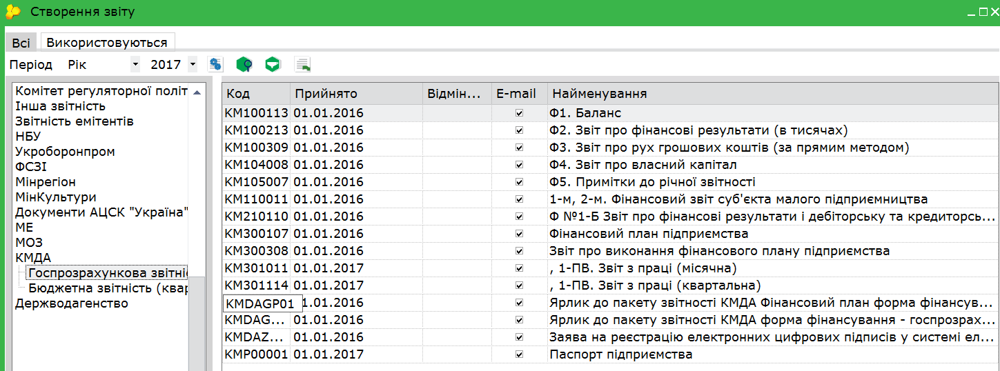 Створення звіту
Всі Використовуються
Період Рік 2017
Комітет регуляторної політ
Інша звітність
Звітність емітентів
НБУ
Укроборонпром
ФСЗІ
Мінрегіон
МінКультури
Документи АЦСК "Україна"
МЕ
МОЗ
КМДА
Госпрозрахункова звітніс
Бюджетна звітність (квар
Держводагенство
Код Прийнято Відмін... E-mail Найменування
KM100113 01.01.2016 Ф1. Баланс
KM100213 01.01.2016 Ф2. Звіт про фінансові результати (в тисячах)
KM100309 01.01.2016 Ф3. Звіт про рух грошових коштів (за прямим методом)
KM104008 01.01.2016 Ф4. Звіт про власний капітал
KM105007 01.01.2016 Ф5. Примітки до річної звітності
KM110011 01.01.2016 1-м, 2-м. Фінансовий звіт суб'єкта малого підприємництва
KM210110 01.01.2016 Ф №1-Б Звіт про фінансові результати і дебіторську та кредиторсь...
KM300107 01.01.2016 Фінансовий план підприємства
KM300308 01.01.2016 Звіт про виконання фінансового плану підприємства
KM301011 01.01.2017 , 1-ПВ. Звіт з праці (місячна)
KM301114 01.01.2017 , 1-ПВ. Звіт з праці (квартальна)
KMDAGP01 1.01.2016 Ярлик до пакету звітності КМДА Фінансовий план форма фінансув...
KMDAG... 01.01.2016 Ярлик до пакету звітності КМДА форма фінансування - госпрозрах...
KMDAZ... 01.01.2016 Заява на реєстрацію електронних цифрових підписів у системі ел...
KMP00001 01.01.2017 Паспорт підприємства